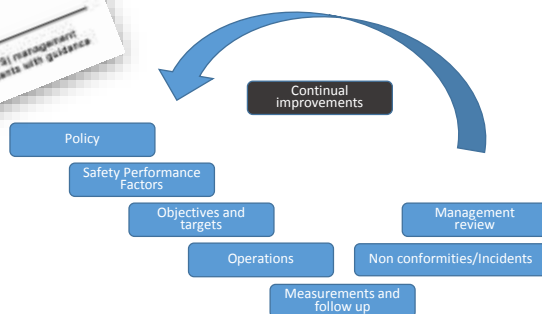 management
with guidance
Continual
improvements
Policy
Safety Performance
Factors
Objectives and
targets
Management
review
Operations
Non conformities/Incidents
Measurements and
follow up